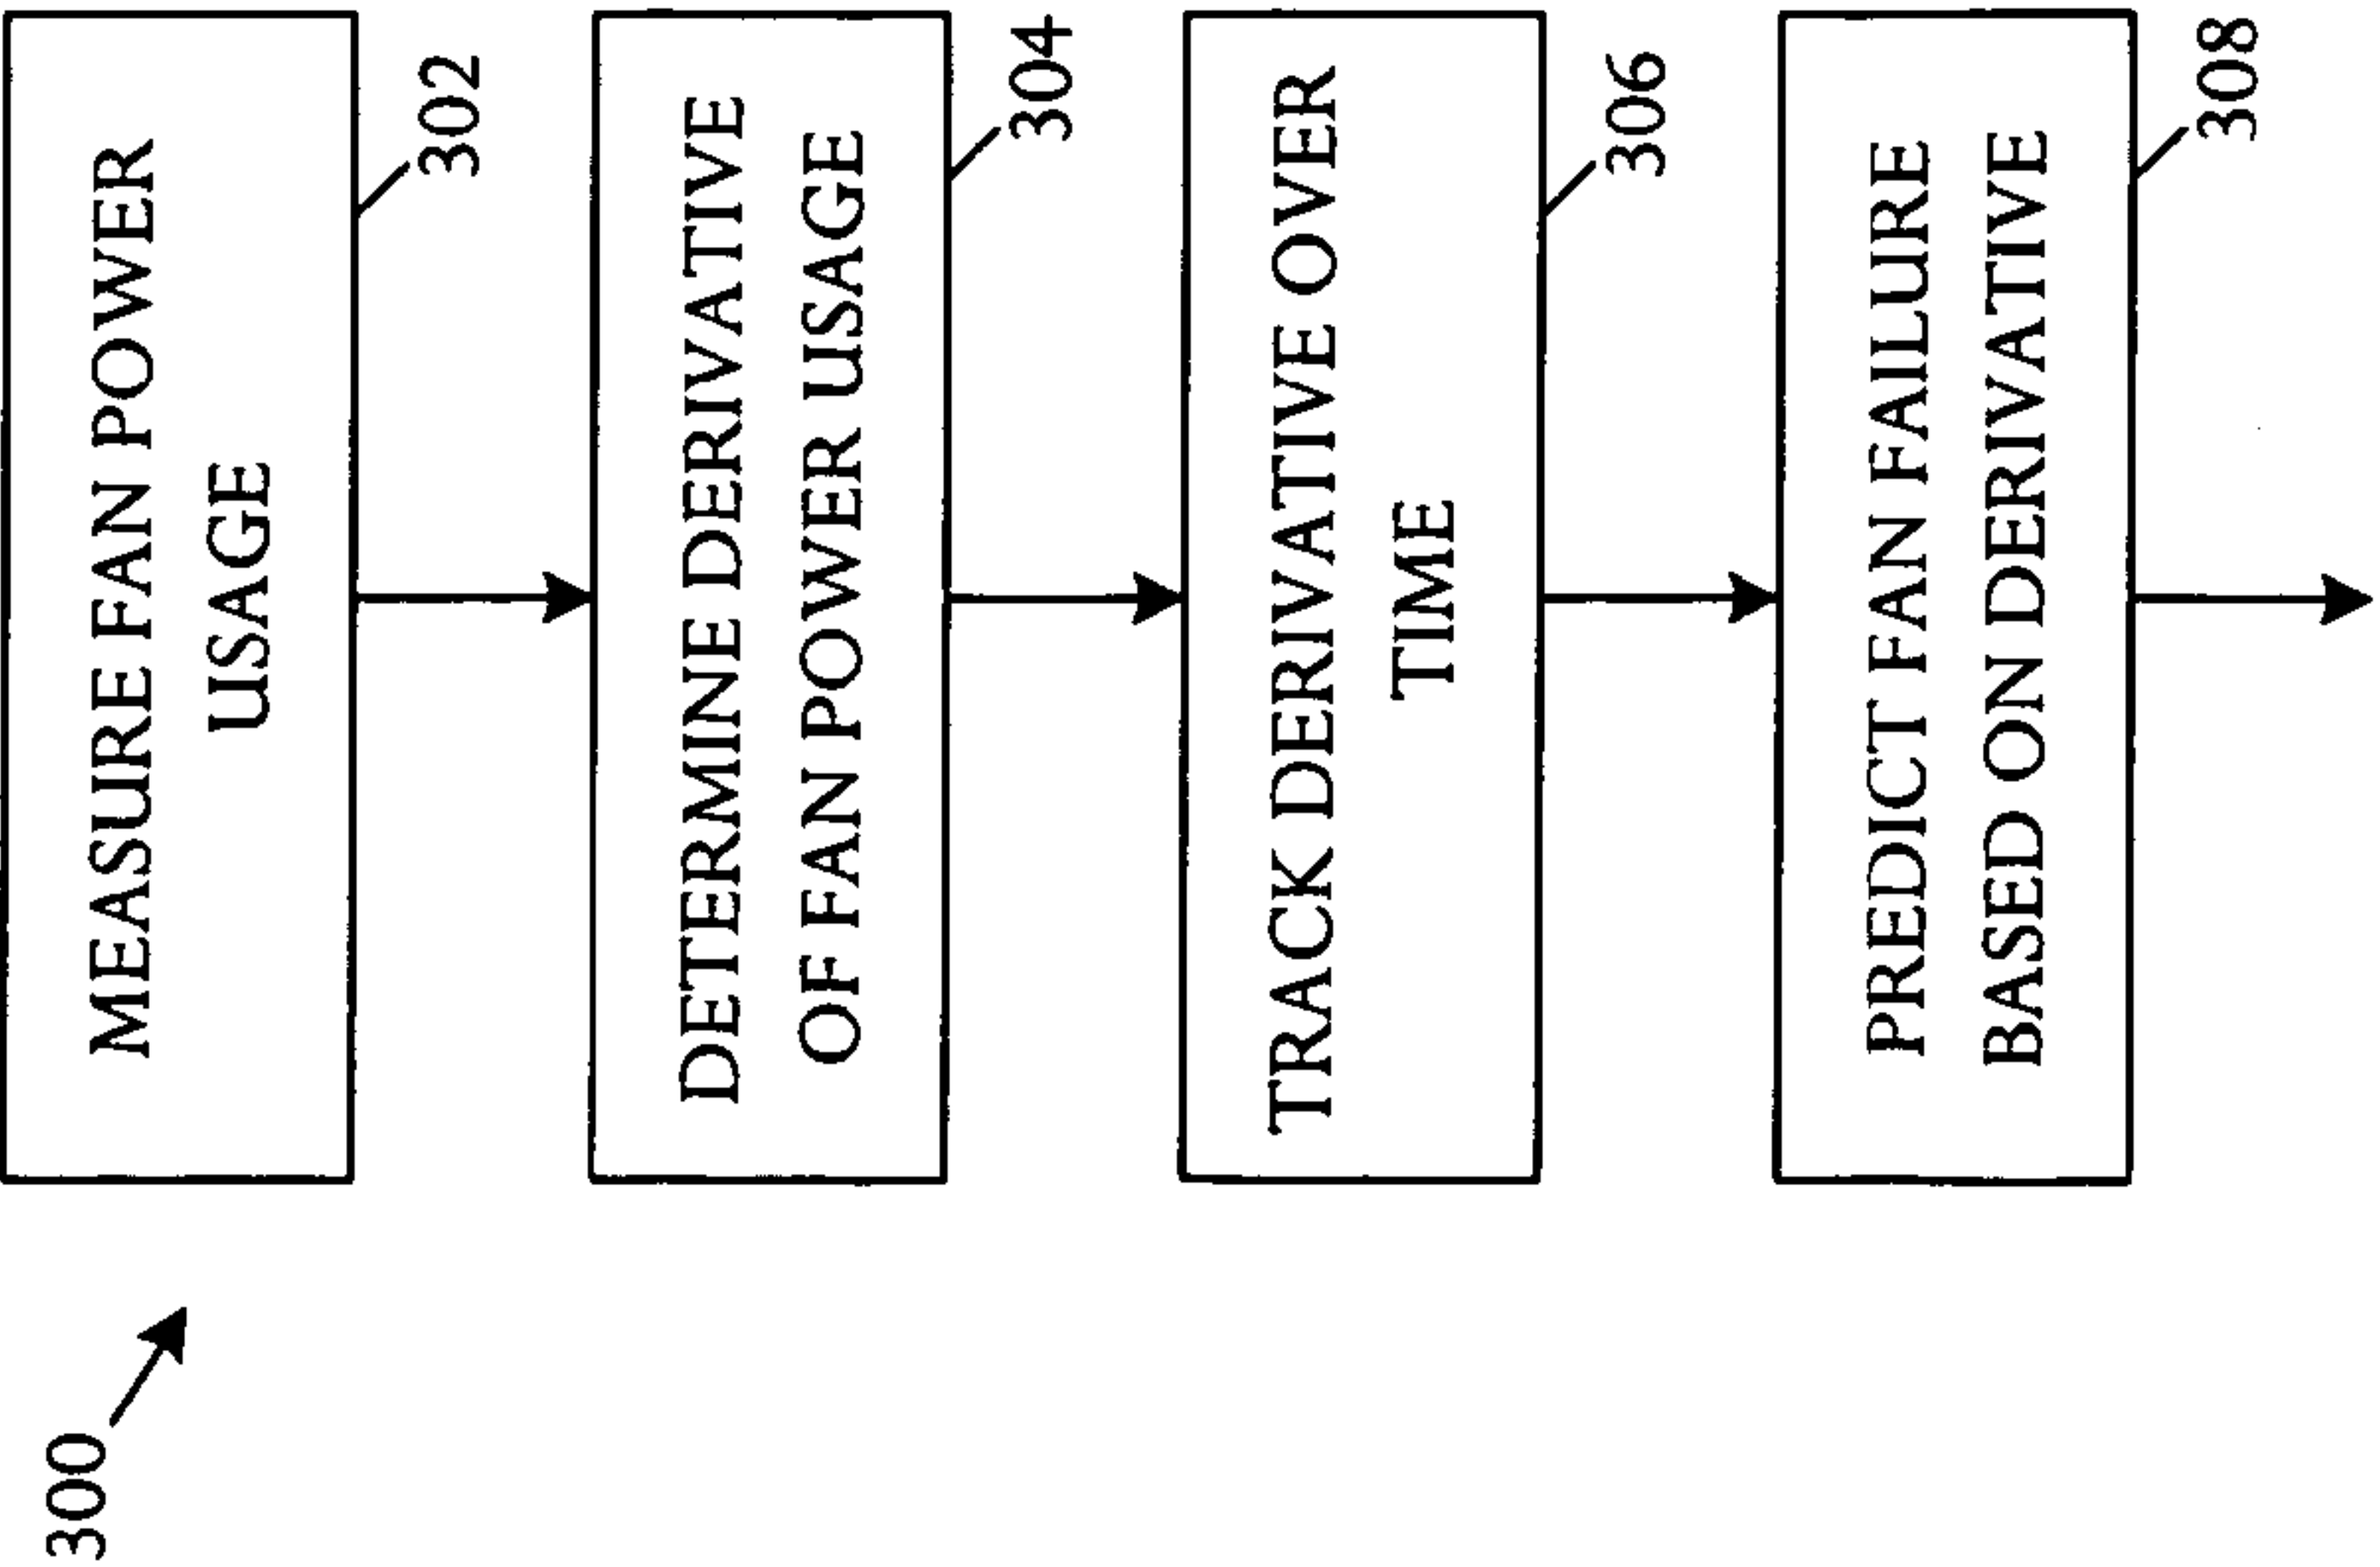 300
MEASURE FAN POWER
USAGE
302
DETERMINE DERIVATIVE
OF FAN POWER USAGE
304
TRACK DERIVATIVE OVER
TIME
306
PREDICT FAN FAILURE
BASED ON DERIVATIVE
308